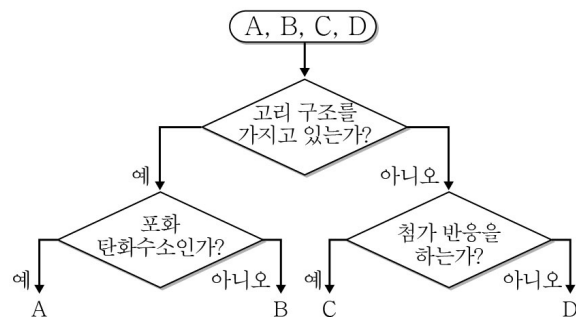 A, B, C, D
고리 구조를
가지고 있는가?
예
아니오
포화
탄화수소인가?
첨가 반응을
하는가?
예
아니오
예
아니오
A
B
C
D